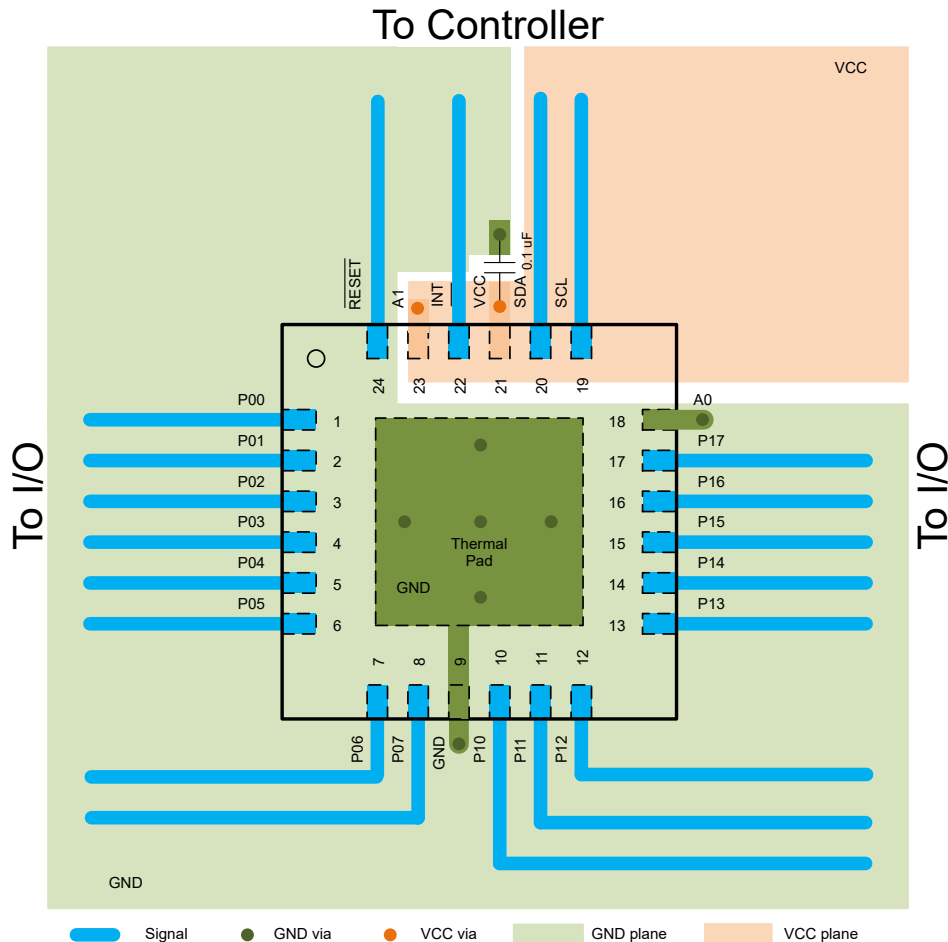 To Controller
VCC
RESET
A1
INT
VCC
0.1 uF
SDA
SCL
24
23
22
21
20
19
P00
1
P01
2
P02
3
P03
4
P04
5
P05
6
To I/O
A0
18
P17
17
P16
16
P15
15
P14
14
P13
13
To I/O
Thermal
Pad
GND
7
8
9
10
11
12
P06
P07
GND
P10
P11
P12
GND
Signal
GND via
VCC via
GND plane
VCC plane